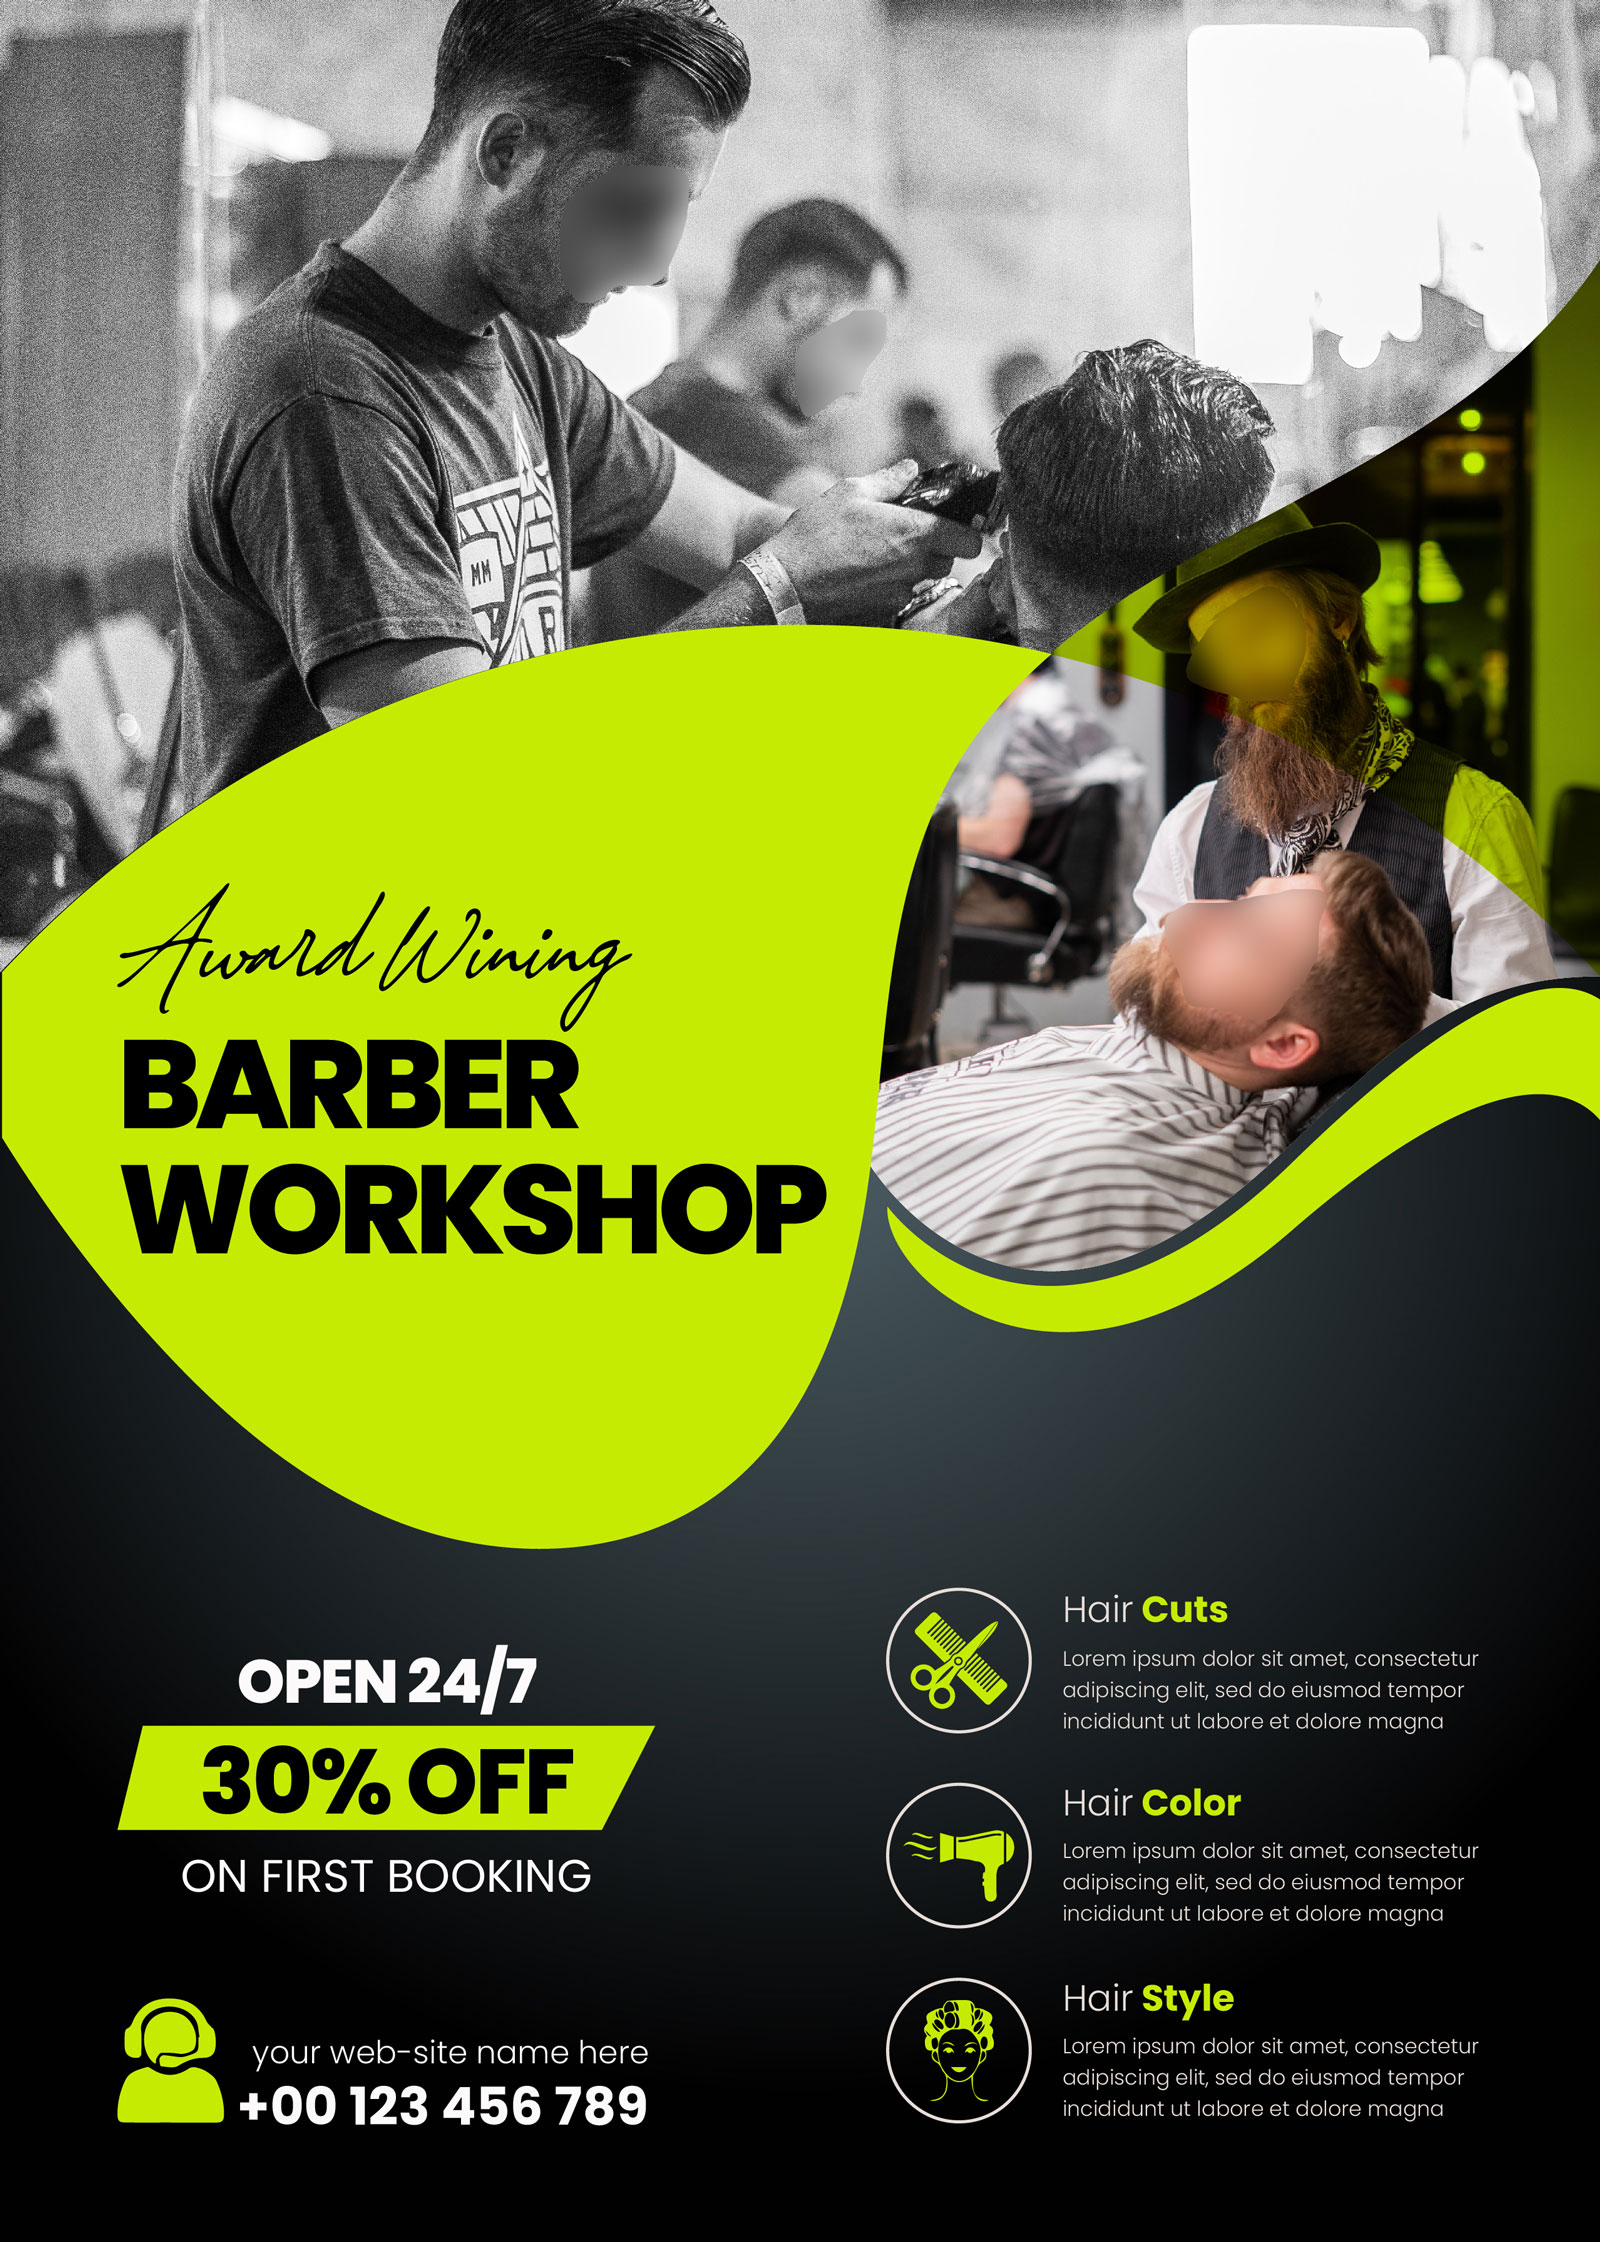 MM
Award Wining
BARBER
WORKSHOP
OPEN 24/7
30% OFF
ON FIRST BOOKING
your web-site name here
+00 123 456 789
Hair Cuts
Lorem ipsum dolor sit amet, consectetur
adipiscing elit, sed do eiusmod tempor
incididunt ut labore et dolore magna
Hair Color
Lorem ipsum dolor sit amet, consectetur
adipiscing elit, sed do eiusmod tempor
incididunt ut labore et dolore magna
Hair Style
Lorem ipsum dolor sit amet, consectetur
adipiscing elit, sed do eiusmod tempor
incididunt ut labore et dolore magna